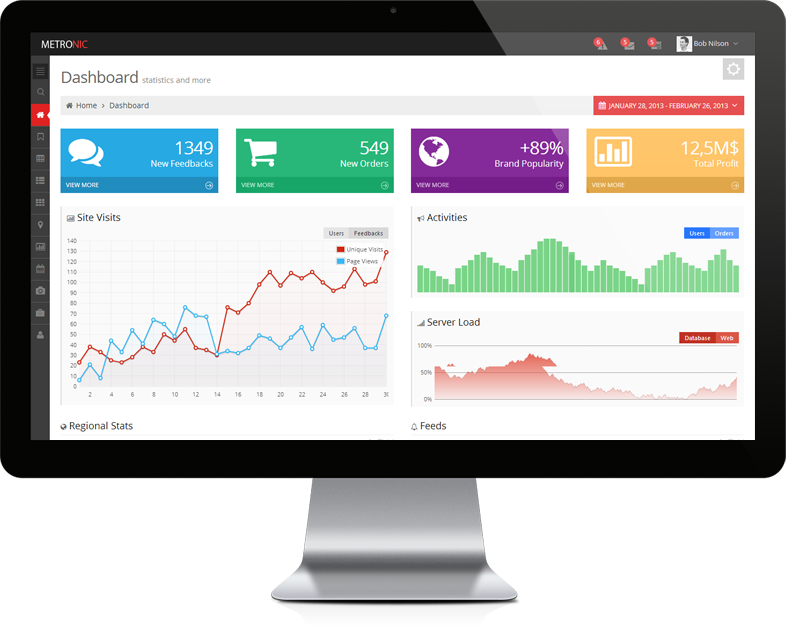 METRONIC
6
5
5
Bob Nilson
Dashboard statistics and more
Home > Dashboard
JANUARY 28, 2013 - FEBRUARY 26, 2013
1349
New Feedbacks
VIEW MORE
549
New Orders
VIEW MORE
+89%
Brand Popularity
VIEW MORE
12,5M$
Total Profit
VIEW MORE
Site Visits
Users Feedbacks
Unique Visits
Page Views
140
130
120
110
100
90
80
70
60
50
40
30
20
10
0
2 4 6 8 10 12 14 16 18 20 22 24 26 28
Activities
Users Orders
Server Load
Database Web
100%
50%
0%
Regional Stats
Feeds